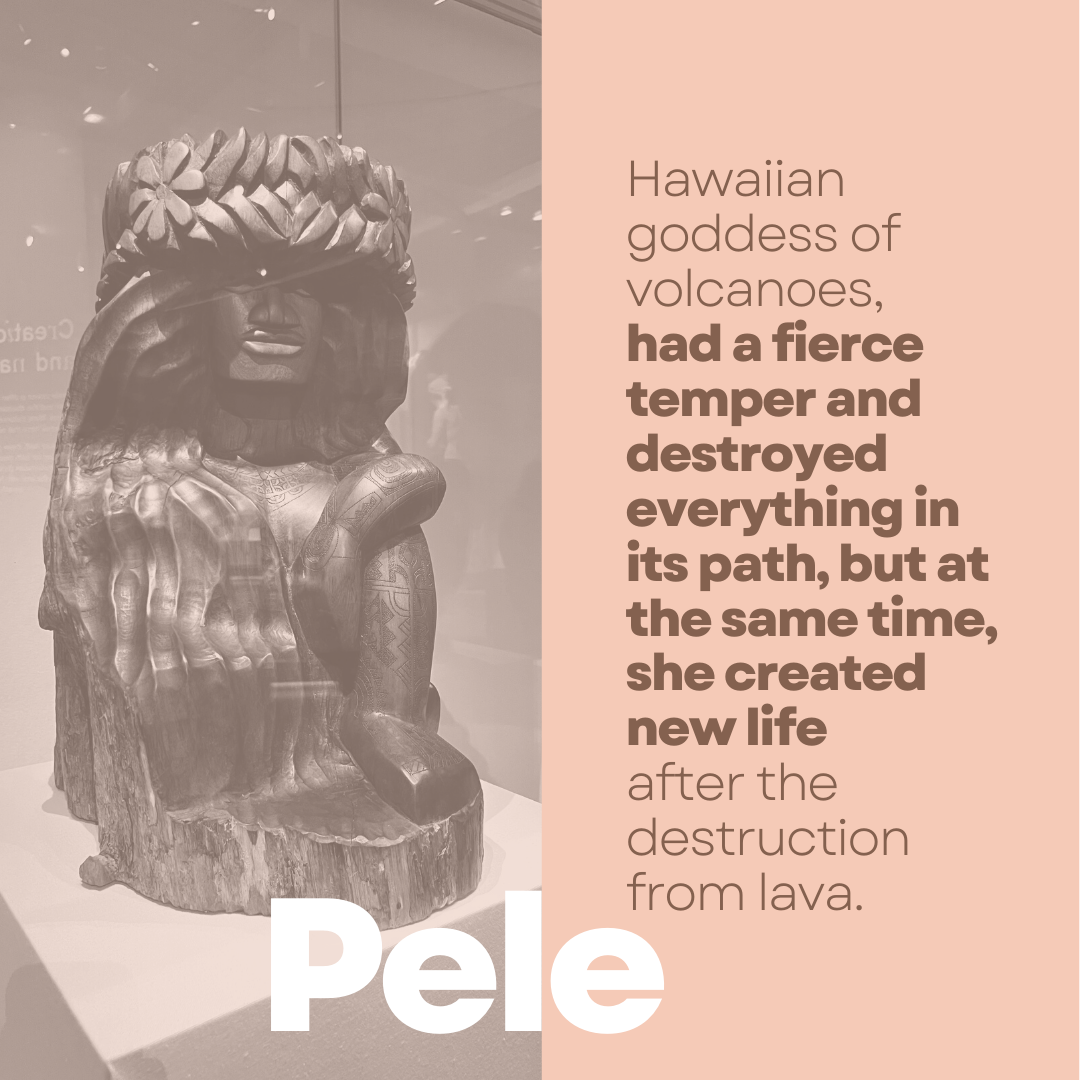 Hawaiian
goddess of
volcanoes,
had a fierce
temper and
destroyed
everything in
its path, but at
the same time,
she created
new life
after the
destruction
from lava.
Pele